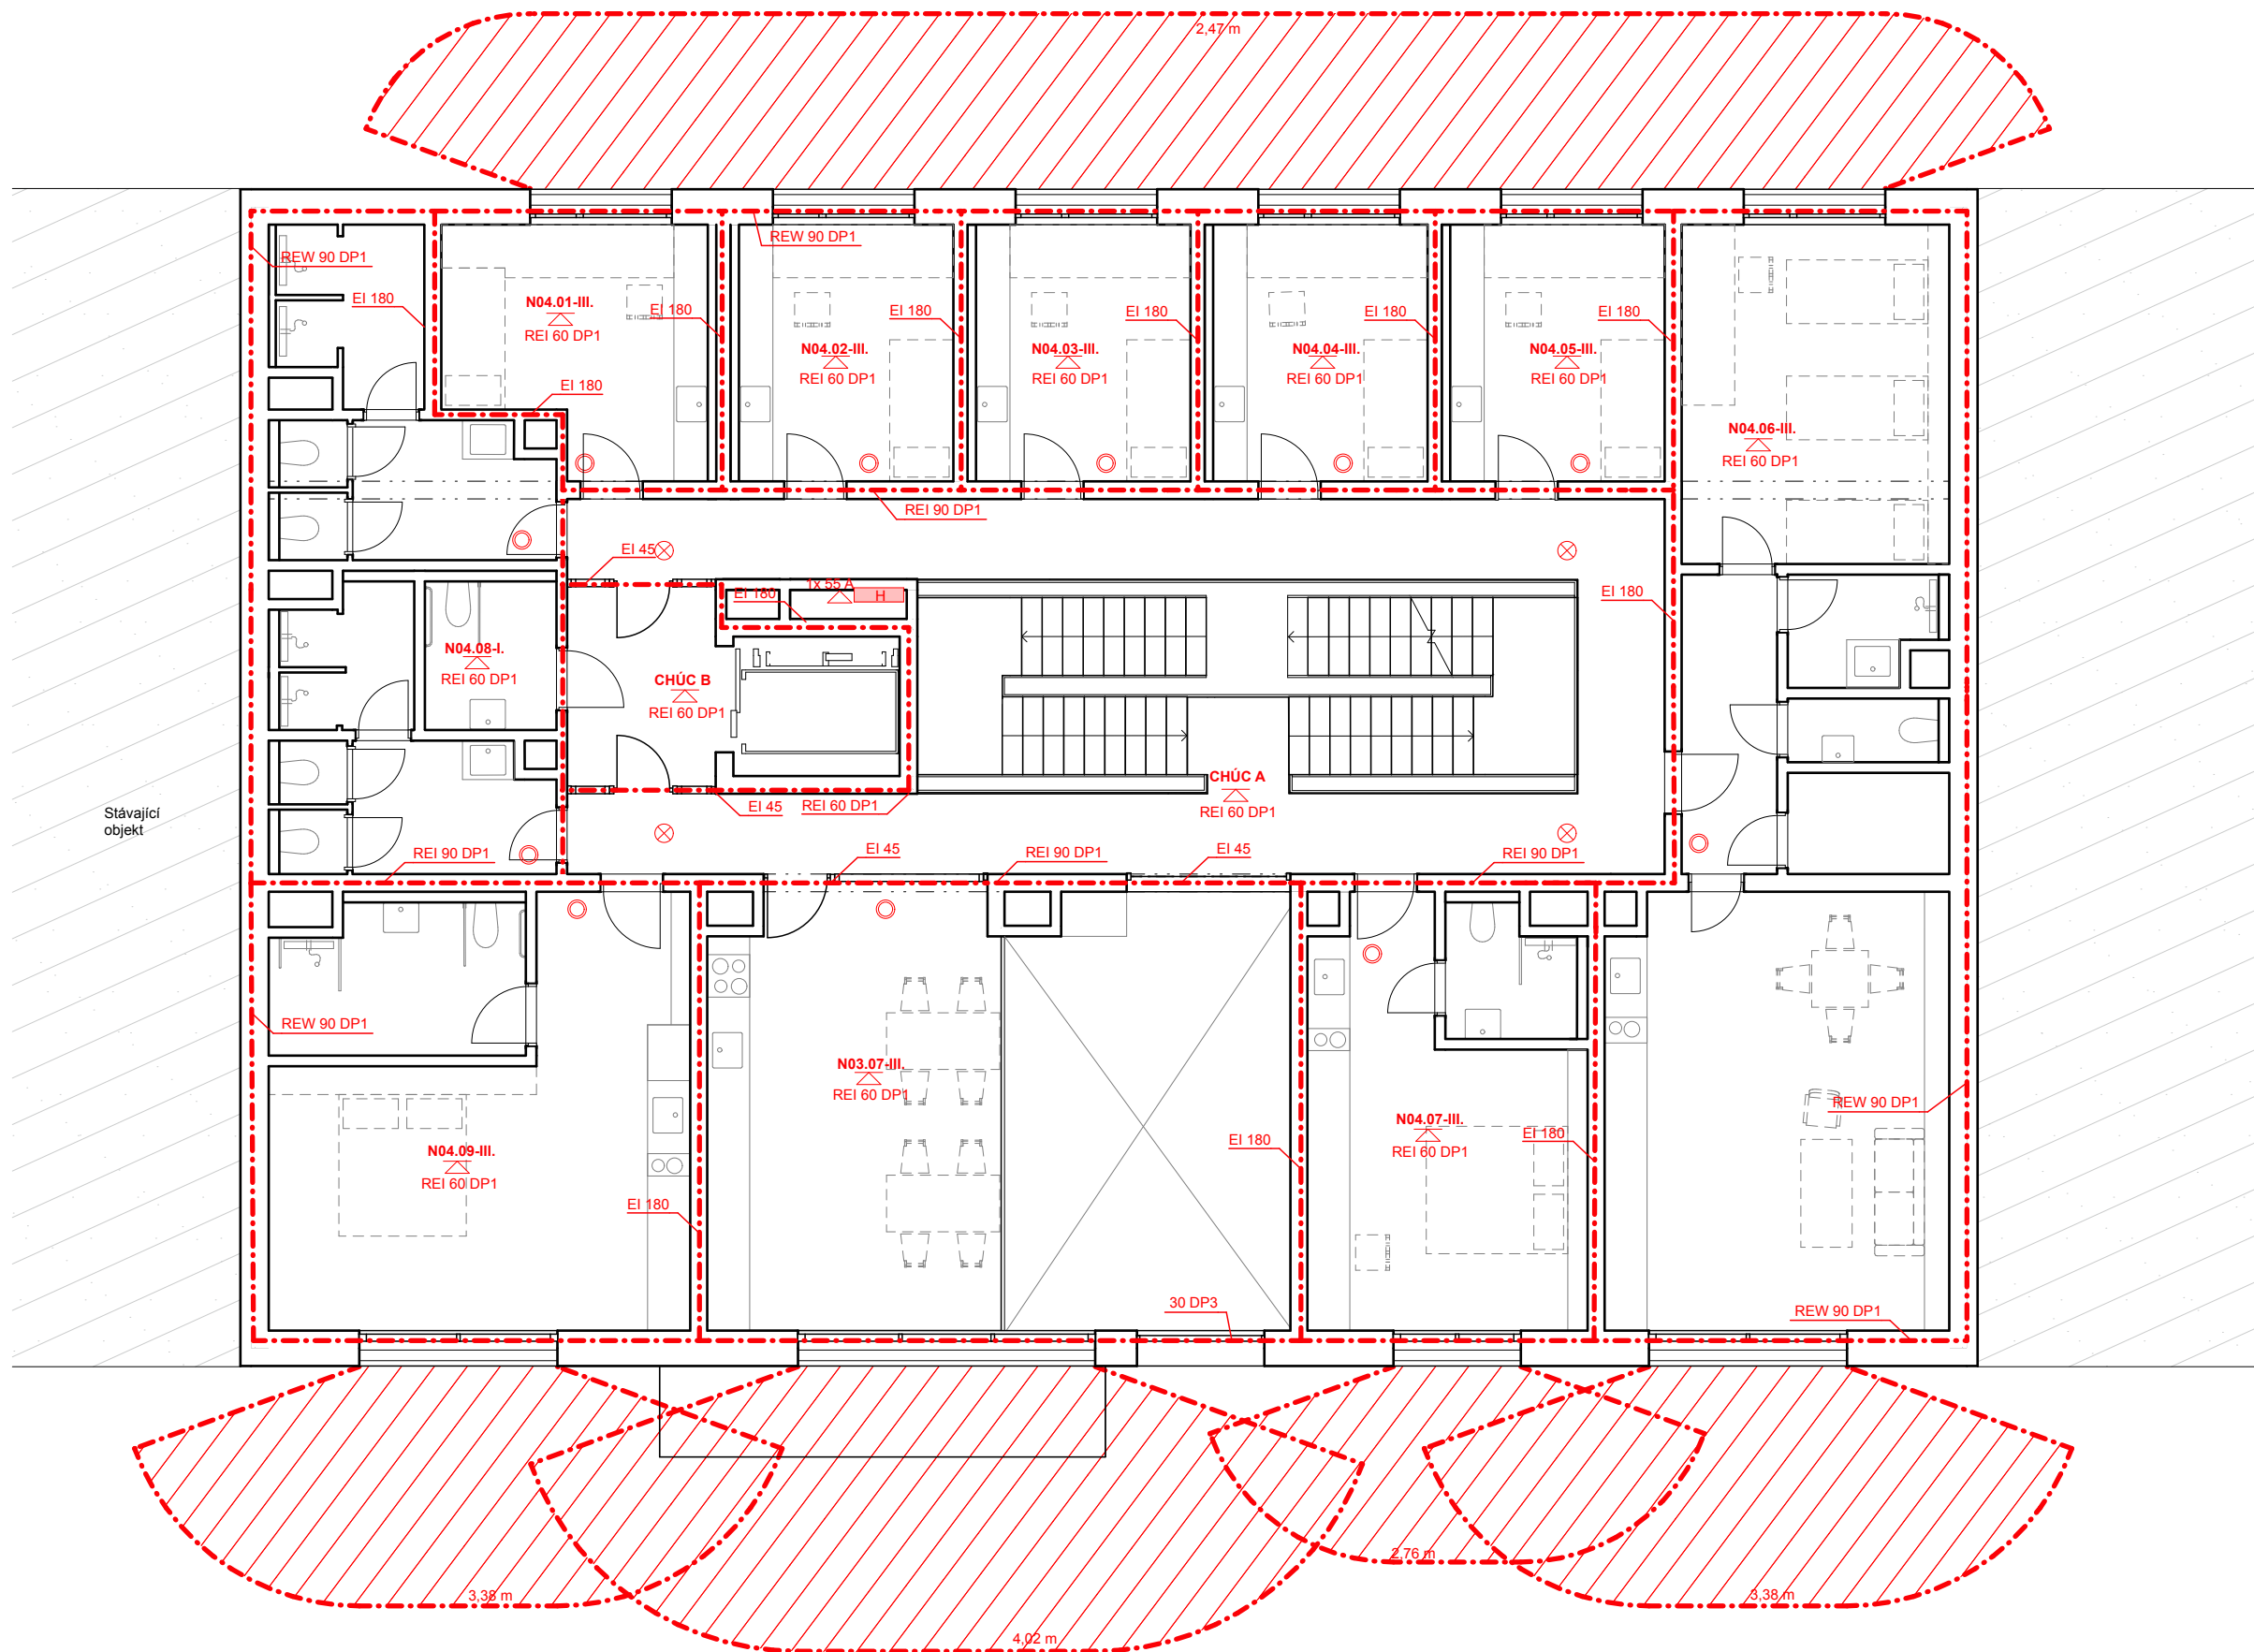 2,47 m
REW 90 DP1
REW 90 DP1
EI 180
N04.01-III.
REI 60 DP1
EI 180
EI 180
EI 180
EI 180
EI 180
N04.02-III.
REI 60 DP1
N04.03-III.
REI 60 DP1
N04.04-III.
REI 60 DP1
N04.05-III.
REI 60 DP1
EI 180
N04.06-III.
REI 60 DP1
REI 90 DP1
EI 45
1x 55 A
H
EI 180
EI 180
N04.08-I.
REI 60 DP1
CHÚC B
REI 60 DP1
CHÚC A
REI 60 DP1
EI 45
REI 60 DP1
Stávající
objekt
REI 90 DP1
EI 45
REI 90 DP1
EI 45
REI 90 DP1
REW 90 DP1
N03.07-III.
REI 60 DP1
REW 90 DP1
N04.07-III.
REI 60 DP1
EI 180
EI 180
N04.09-III.
REI 60 DP1
EI 180
30 DP3
REW 90 DP1
2,76 m
3,38 m
3,38 m
4,02 m